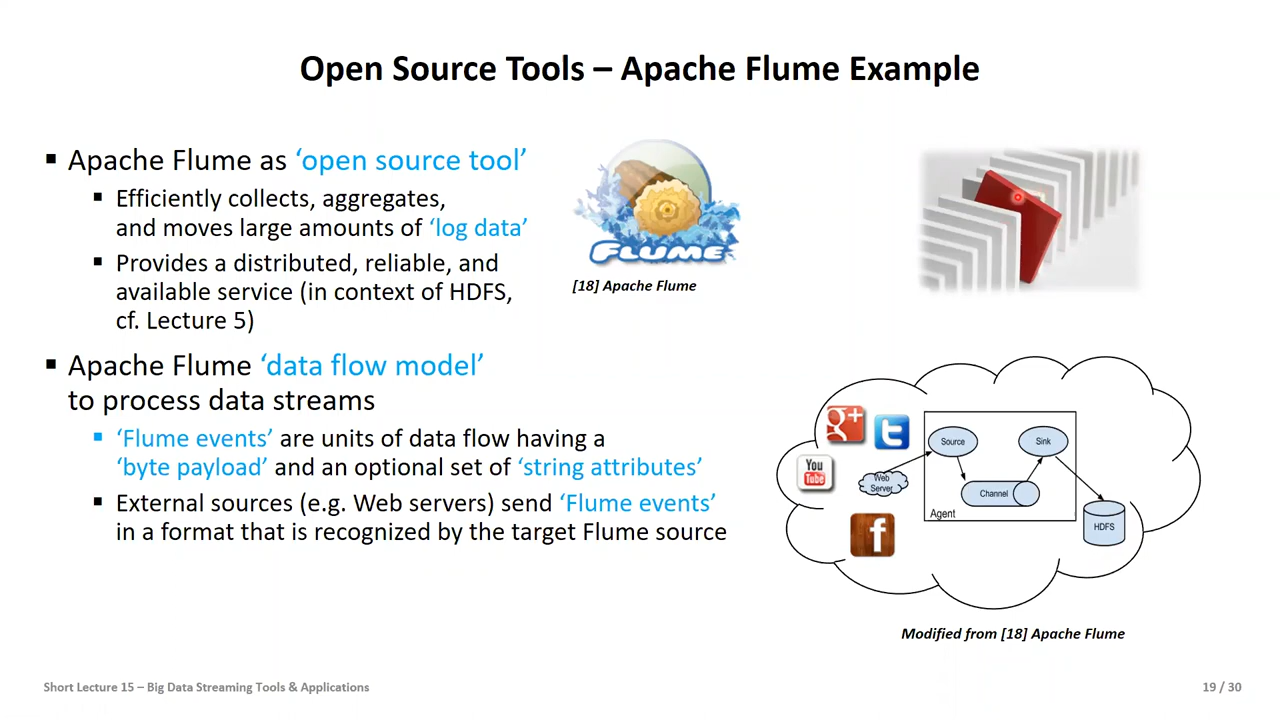 Open Source Tools – Apache Flume Example
▪ Apache Flume as ‘open source tool’
▪ Efficiently collects, aggregates,
and moves large amounts of ‘log data’
▪ Provides a distributed, reliable, and
available service (in context of HDFS,
cf. Lecture 5)
FLUME
[18] Apache Flume
▪ Apache Flume ‘data flow model’
to process data streams
▪ ‘Flume events’ are units of data flow having a
‘byte payload’ and an optional set of ‘string attributes’
▪ External sources (e.g. Web servers) send ‘Flume events’
in a format that is recognized by the target Flume source
g+
t
You
Tube
f
Web
Server
Source
Sink
Channel
Agent
HDFS
Modified from [18] Apache Flume
Short Lecture 15 – Big Data Streaming Tools & Applications
19 / 30